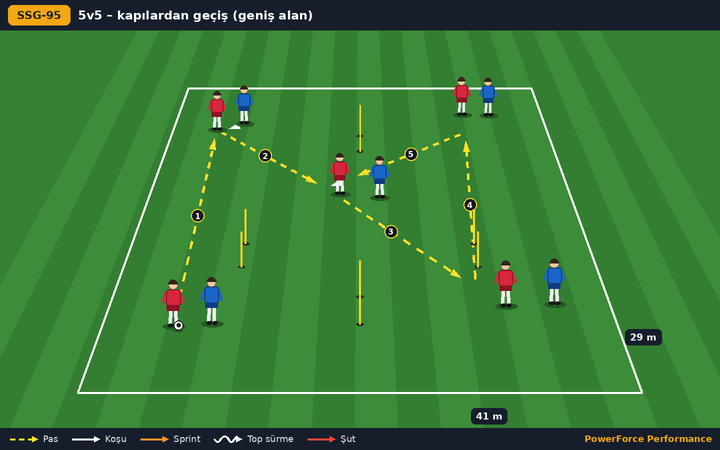 SSG-95 5v5 – kapılardan geçiş (geniş alan)
5
2
1
4
3
29 m
41 m
Pas Koşu Sprint Top sürme Şut PowerForce Performance